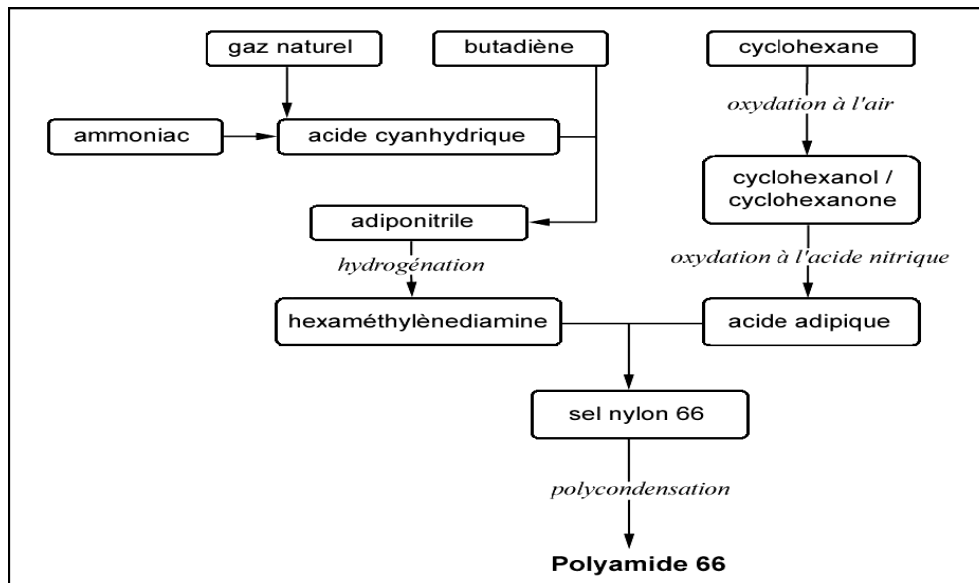 gaz naturel
butadiène
cyclohexane
oxydation à l'air
ammoniac
acide cyanhydrique
cyclohexanol /
cyclohexanone
adiponitrile
hydrogénation
oxydation à l'acide nitrique
hexaméthylènediamine
acide adipique
sel nylon 66
polycondensation
Polyamide 66